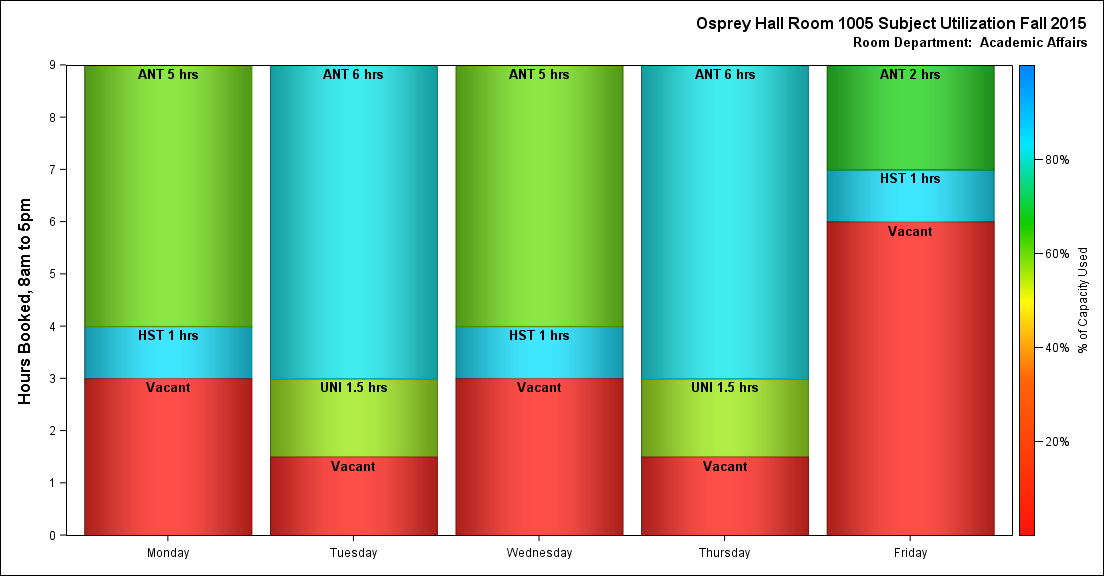 Osprey Hall Room 1005 Subject Utilization Fall 2015
Room Department:  Academic Affairs
Hours Booked, 8am to 5pm
9
8
7
6
5
4
3
2
1
0
ANT 5 hrs
HST 1 hrs
Vacant
ANT 6 hrs
UNI 1.5 hrs
Vacant
ANT 5 hrs
HST 1 hrs
Vacant
ANT 6 hrs
UNI 1.5 hrs
Vacant
ANT 2 hrs
HST 1 hrs
Vacant
Monday
Tuesday
Wednesday
Thursday
Friday
80%
60%
40%
20%
% of Capacity Used